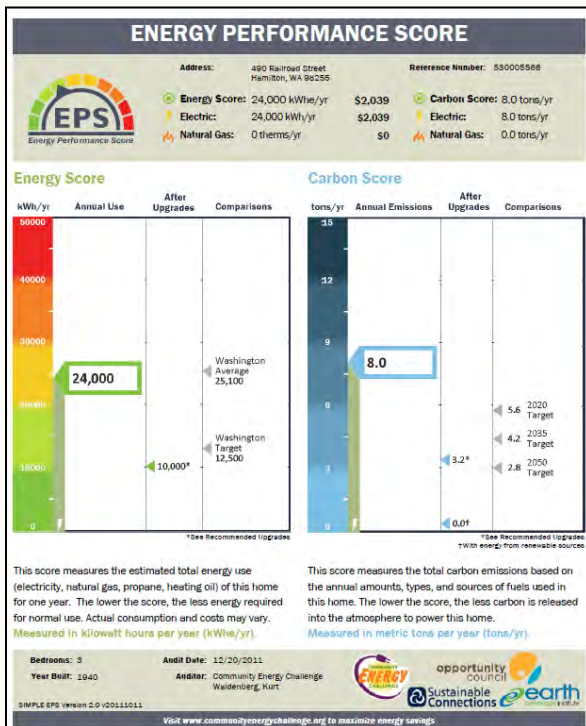 ENERGY PERFORMANCE SCORE
Address: 490 Railroad Street
Hamilton, WA 98255
Reference Number: 530005566
EPS
Energy Performance Score
Energy Score: 24,000 kWhe/yr $2,039
Electric: 24,000 kWh/yr $2,039
Natural Gas: 0 therms/yr $0
Carbon Score: 8.0 tons/yr
Electric: 8.0 tons/yr
Natural Gas: 0.0 tons/yr
Energy Score
kWh/yr Annual Use After Upgrades Comparisons
50000
40000
30000
20000
10000
0
24,000
10,000*
Washington
Average
25,100
Washington
Target
12,500
*See Recommended Upgrades
Carbon Score
tons/yr Annual Emissions After Upgrades Comparisons
15
12
9
6
3
0
8.0
3.2*
0.0†
5.6 2020 Target
4.2 2035 Target
2.8 2050 Target
*See Recommended Upgrades
†With energy from renewable sources
This score measures the estimated total energy use
(electricity, natural gas, propane, heating oil) of this home
for one year. The lower the score, the less energy required
for normal use. Actual consumption and costs may vary.
Measured in kilowatt hours per year (kWhe/yr).
This score measures the total carbon emissions based on
the annual amounts, types, and sources of fuels used in
this home. The lower the score, the less carbon is released
into the atmosphere to power this home.
Measured in metric tons per year (tons/yr).
Bedrooms: 3
Year Built: 1940
Audit Date: 12/20/2011
Auditor: Community Energy Challenge
Waldenberg, Kurt
SIMPLE EPS Version 2.0 v20111011
COMMUNITY
ENERGY
CHALLENGE
opportunity
council
Sustainable
Connections
earth
advantage institute
Visit www.communityenergychallenge.org to maximize energy savings